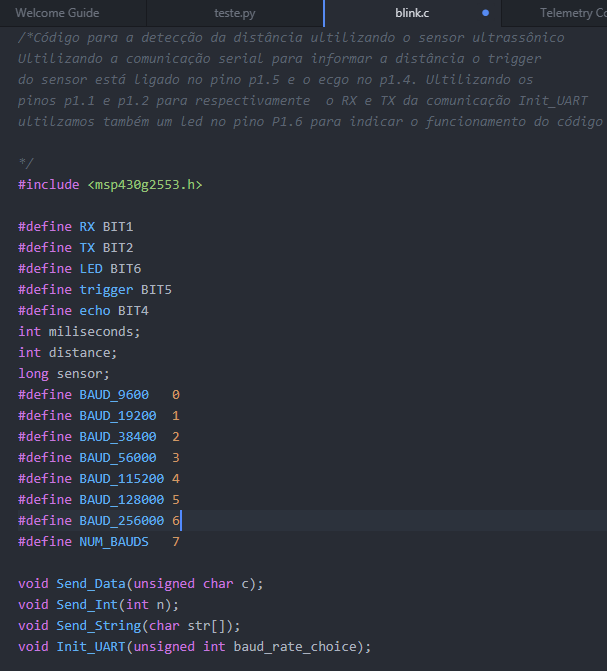 Welcome Guide teste.py blink.c Telemetry Co
/*Código para a detecção da distância ultilizando o sensor ultrassônico
Ultilizando a comunicação serial para informar a distância o trigger
do sensor está ligado no pino p1.5 e o ecgo no p1.4. Ultilizando os
pinos p1.1 e p1.2 para respectivamente  o RX e TX da comunicação Init_UART
ultilzamos também um led no pino P1.6 para indicar o funcionamento do código
*/
#include <msp430g2553.h>
#define RX BIT1
#define TX BIT2
#define LED BIT6
#define trigger BIT5
#define echo BIT4
int miliseconds;
int distance;
long sensor;
#define BAUD_9600   0
#define BAUD_19200  1
#define BAUD_38400  2
#define BAUD_56000  3
#define BAUD_115200 4
#define BAUD_128000 5
#define BAUD_256000 6
#define NUM_BAUDS   7
void Send_Data(unsigned char c);
void Send_Int(int n);
void Send_String(char str[]);
void Init_UART(unsigned int baud_rate_choice);